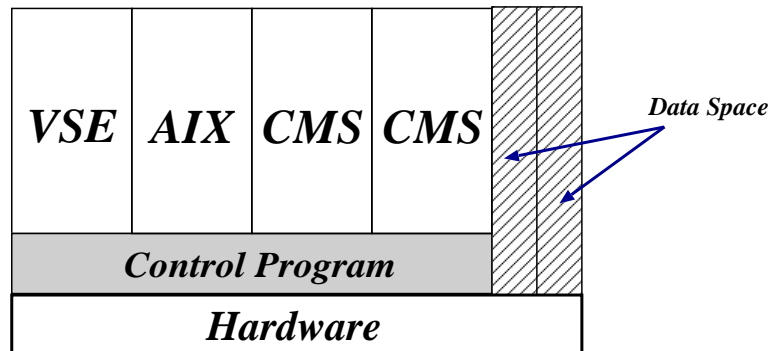 VSE AIX CMS CMS
Data Space
Control Program
Hardware